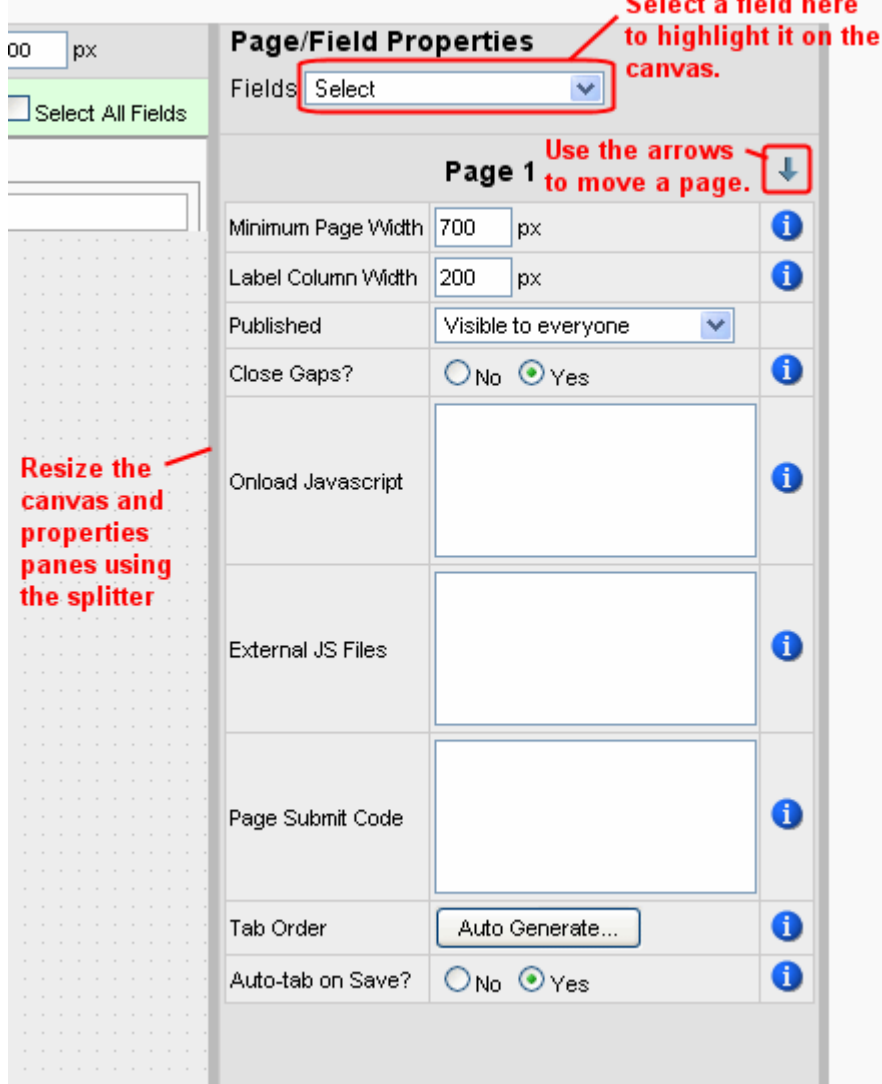 Select a field here
to highlight it on the
canvas.
00 px
Page/Field Properties
Fields Select
Select All Fields
Page 1
Use the arrows
to move a page.
Minimum Page Width 700 px
Label Column Width 200 px
Published Visible to everyone
Close Gaps? No Yes
Resize the
canvas and
properties
panes using
the splitter
Onload Javascript
External JS Files
Page Submit Code
Tab Order Auto Generate...
Auto-tab on Save? No Yes